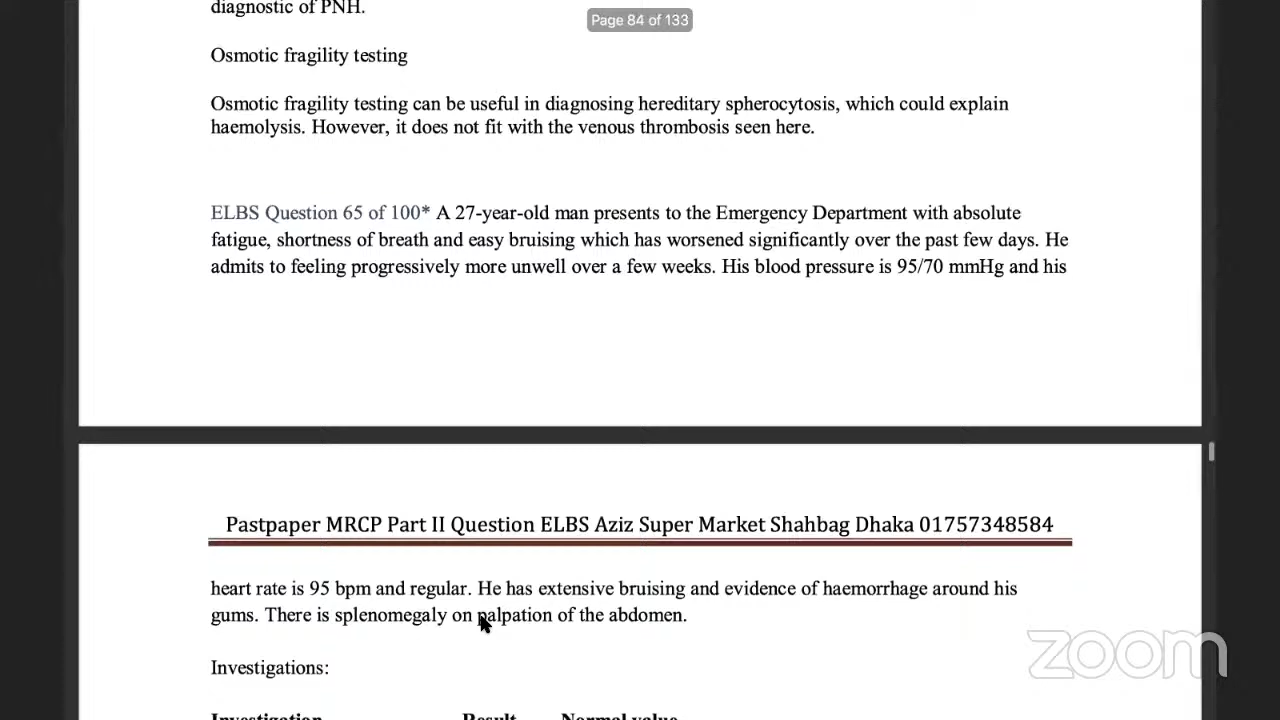 diagnostic of PNH.
Page 84 of 133
Osmotic fragility testing
Osmotic fragility testing can be useful in diagnosing hereditary spherocytosis, which could explain
haemolysis. However, it does not fit with the venous thrombosis seen here.
ELBS Question 65 of 100* A 27-year-old man presents to the Emergency Department with absolute
fatigue, shortness of breath and easy bruising which has worsened significantly over the past few days. He
admits to feeling progressively more unwell over a few weeks. His blood pressure is 95/70 mmHg and his
Pastpaper MRCP Part II Question ELBS Aziz Super Market Shahbag Dhaka 01757348584
heart rate is 95 bpm and regular. He has extensive bruising and evidence of haemorrhage around his
gums. There is splenomegaly on palpation of the abdomen.
zoom
Investigations:
Investigation Result Normal value